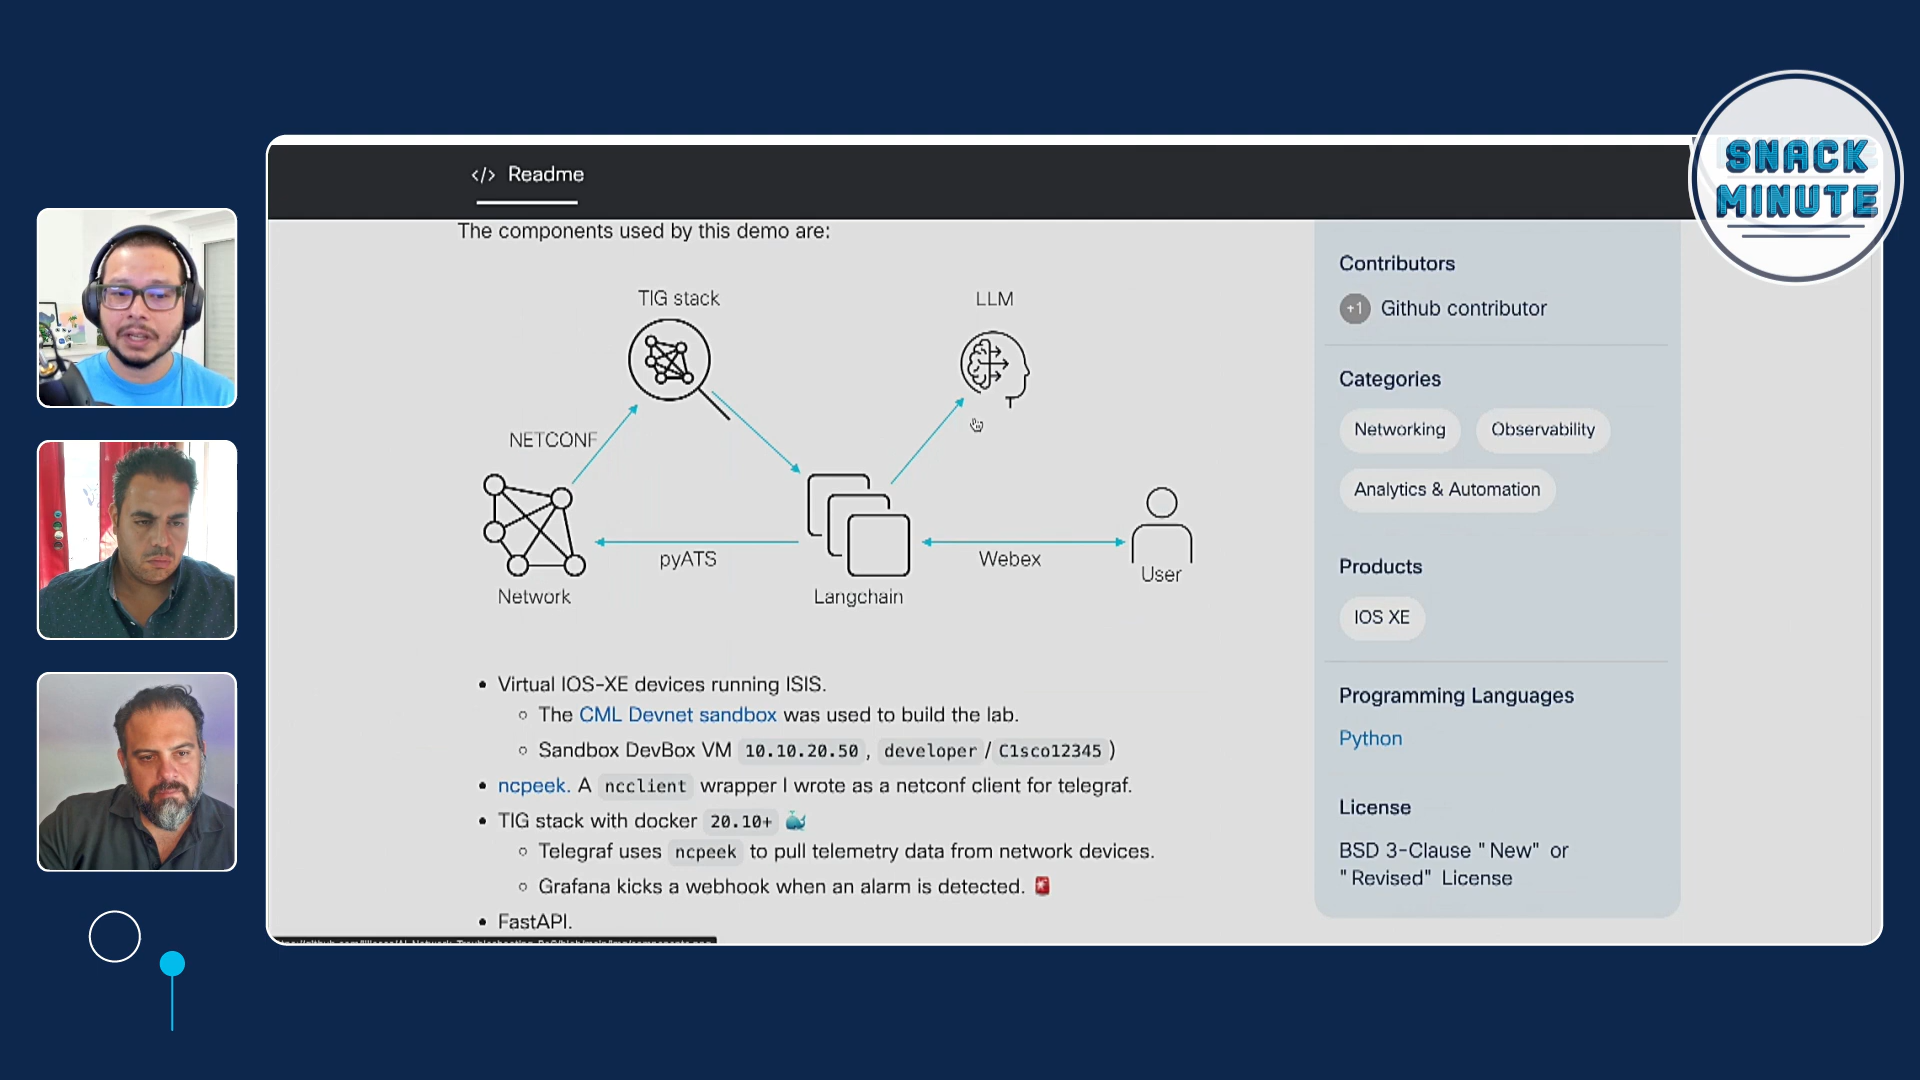 SNACK
MINUTE
</> Readme
The components used by this demo are:
TIG stack
LLM
NETCONF
pyATS
Webex
User
Network
Langchain
• Virtual IOS-XE devices running ISIS.
○ The CML Devnet sandbox was used to build the lab.
○ Sandbox DevBox VM 10.10.20.50, developer / C1sco12345 )
• ncpeek. A ncclient wrapper I wrote as a netconf client for telegraf.
• TIG stack with docker 20.10+ 🐳
○ Telegraf uses ncpeek to pull telemetry data from network devices.
○ Grafana kicks a webhook when an alarm is detected. 🚨
• FastAPI.
Contributors
+1 Github contributor
Categories
Networking
Observability
Analytics & Automation
Products
IOS XE
Programming Languages
Python
License
BSD 3-Clause "New" or
"Revised" License